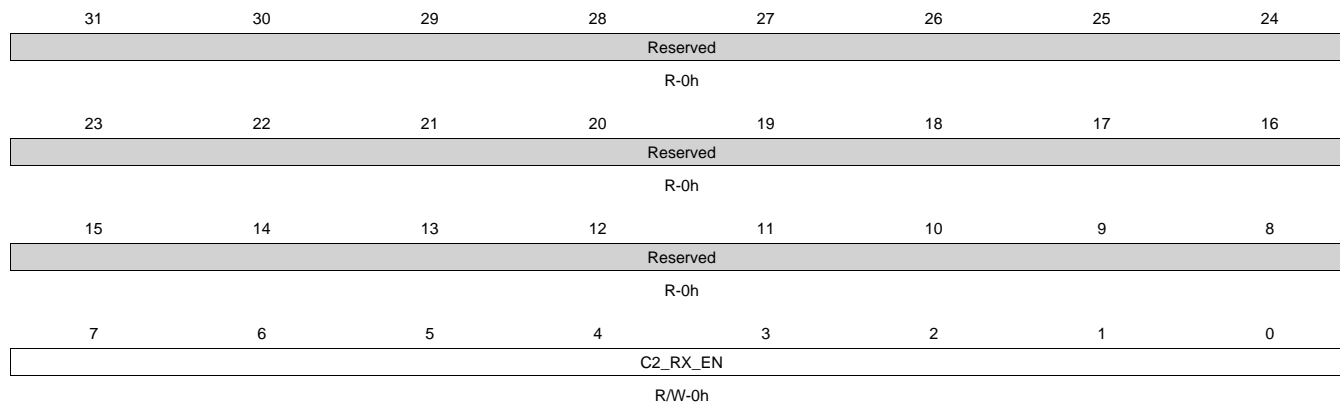 31 30 29 28 27 26 25 24
Reserved
R-0h
23 22 21 20 19 18 17 16
Reserved
R-0h
15 14 13 12 11 10 9 8
Reserved
R-0h
7 6 5 4 3 2 1 0
C2_RX_EN
R/W-0h